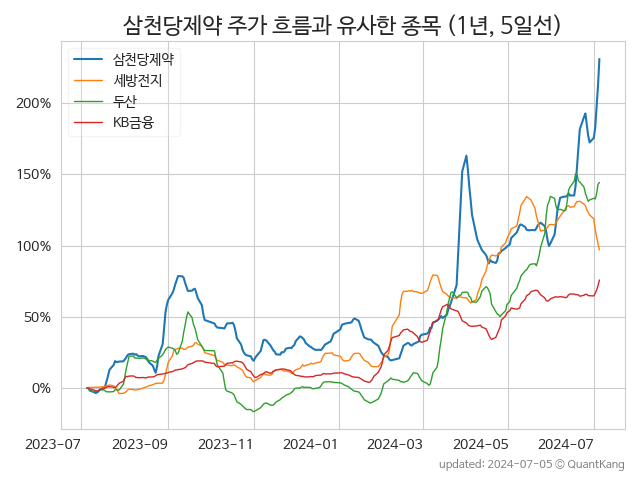 삼천당제약 주가 흐름과 유사한 종목 (1년, 5일선)
삼천당제약
세방전지
두산
KB금융
200%
150%
100%
50%
0%
2023-07 2023-09 2023-11 2024-01 2024-03 2024-05 2024-07
updated: 2024-07-05 © QuantKang